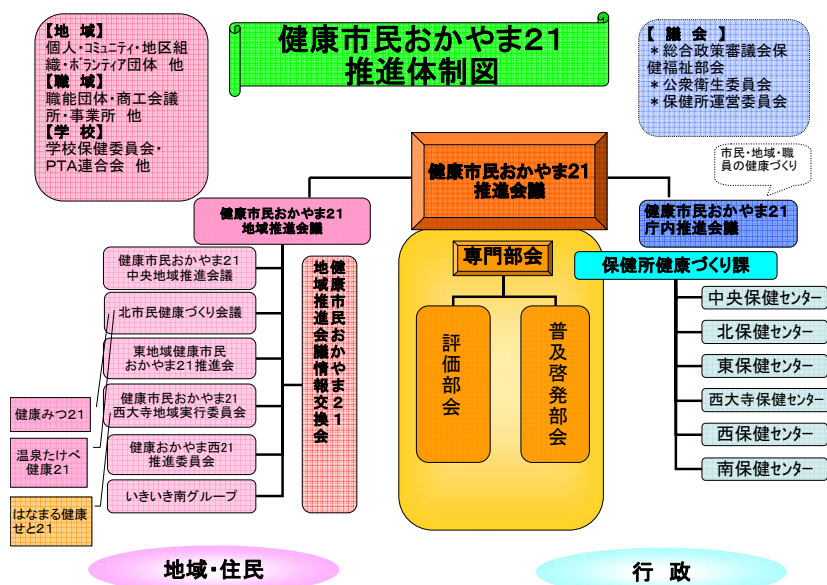 健康市民おかやま21
推進体制図
【地 域】
個人・コミュニティ・地区組
織・ボランティア団体 他
【職 域】
職能団体・商工会議
所・事業所 他
【学 校】
学校保健委員会・
PTA連合会 他
【 議 会 】
＊総合政策審議会保
健福祉部会
＊公衆衛生委員会
＊保健所運営委員会
市民・地域・職
員の健康づくり
健康市民おかやま21
推進会議
健康市民おかやま21
地域推進会議
健康市民おかやま21
庁内推進会議
専門部会
評価部会
普及啓発部会
保健所健康づくり課
健康市民おかやま21
中央地域推進会議
北市民健康づくり会議
東地域健康市民
おかやま21推進会
健康市民おかやま21
西大寺地域実行委員会
健康おかやま西21
推進委員会
いきいき南グループ
健康市民おかやま21
地域推進会議情報交換会
健康みつ21
温泉たけべ
健康21
はなまる健康
せと21
中央保健センター
北保健センター
東保健センター
西大寺保健センター
西保健センター
南保健センター
地域・住民
行 政